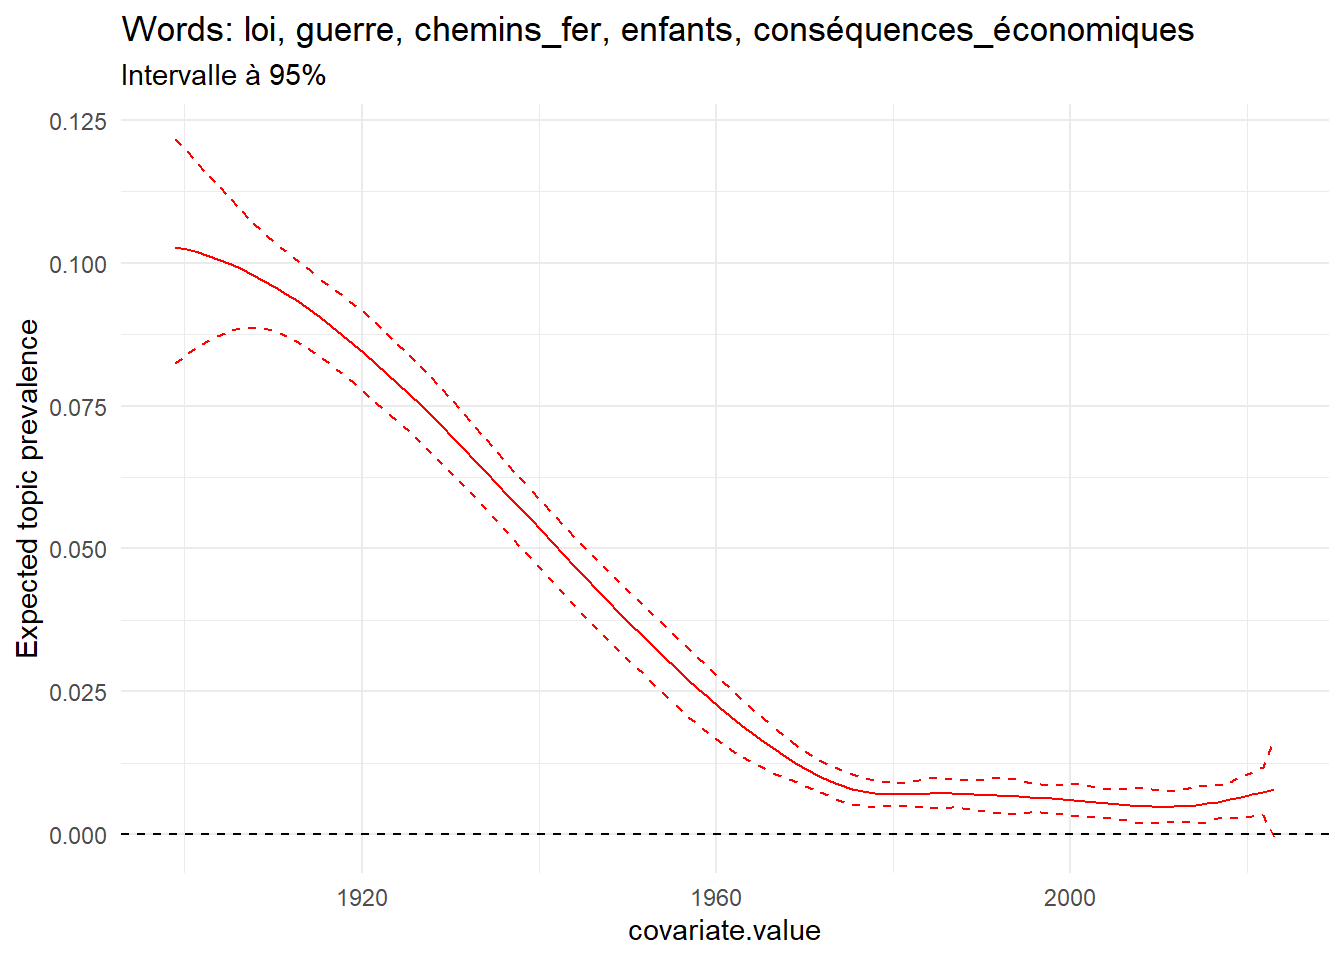 Words: loi, guerre, chemins_fer, enfants, conséquences_économiques
Intervalle à 95%
Expected topic prevalence
0.125
0.100
0.075
0.050
0.025
0.000
1920
1960
2000
covariate.value